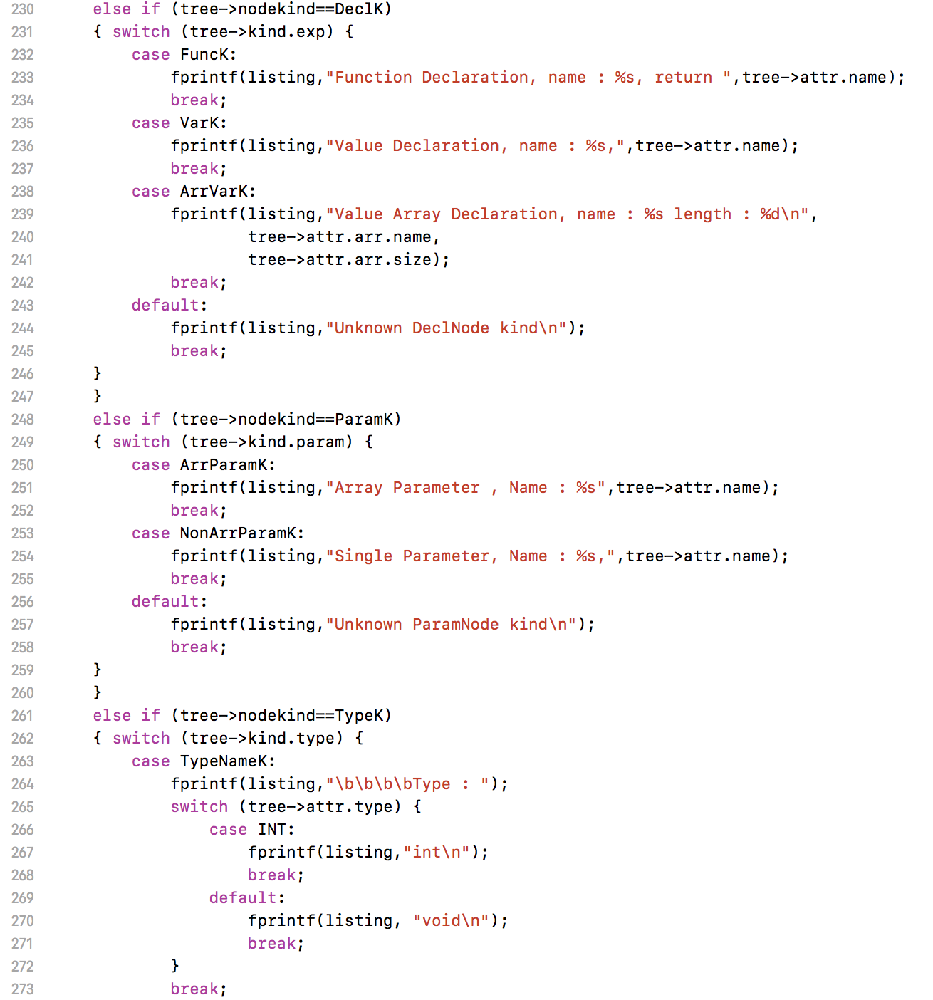 230 else if (tree->nodekind==DeclK)
231 { switch (tree->kind.exp) {
232 case FuncK:
233 fprintf(listing,"Function Declaration, name : %s, return ",tree->attr.name);
234 break;
235 case VarK:
236 fprintf(listing,"Value Declaration, name : %s,",tree->attr.name);
237 break;
238 case ArrVarK:
239 fprintf(listing,"Value Array Declaration, name : %s length : %d\n",
240 tree->attr.arr.name,
241 tree->attr.arr.size);
242 break;
243 default:
244 fprintf(listing,"Unknown DeclNode kind\n");
245 break;
246 }
247 }
248 else if (tree->nodekind==ParamK)
249 { switch (tree->kind.param) {
250 case ArrParamK:
251 fprintf(listing,"Array Parameter , Name : %s",tree->attr.name);
252 break;
253 case NonArrParamK:
254 fprintf(listing,"Single Parameter, Name : %s,",tree->attr.name);
255 break;
256 default:
257 fprintf(listing,"Unknown ParamNode kind\n");
258 break;
259 }
260 }
261 else if (tree->nodekind==TypeK)
262 { switch (tree->kind.type) {
263 case TypeNameK:
264 fprintf(listing,"\b\b\b\bType : ");
265 switch (tree->attr.type) {
266 case INT:
267 fprintf(listing,"int\n");
268 break;
269 default:
270 fprintf(listing, "void\n");
271 break;
272 }
273 break;